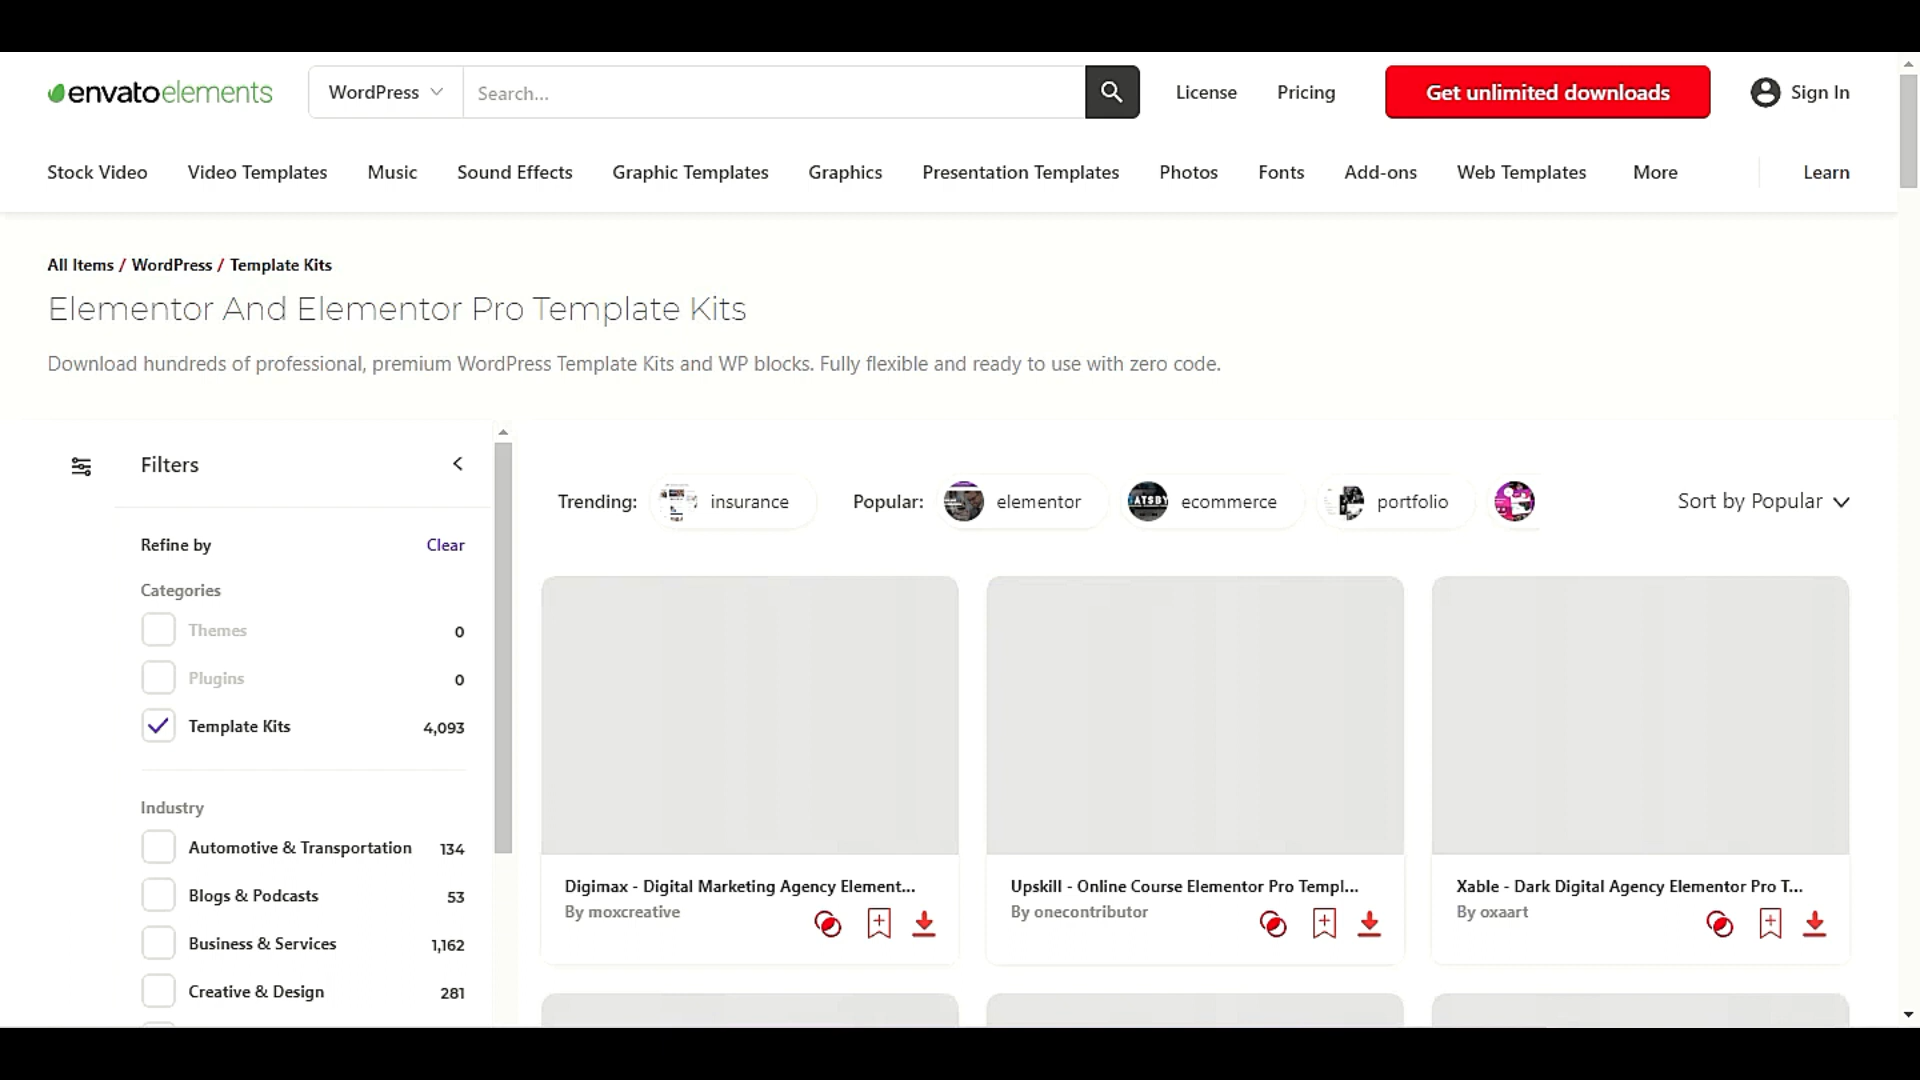 envatoelements
WordPress
Search...
License
Pricing
Get unlimited downloads
Sign In
Stock Video
Video Templates
Music
Sound Effects
Graphic Templates
Graphics
Presentation Templates
Photos
Fonts
Add-ons
Web Templates
More
Learn
All Items / WordPress / Template Kits
Elementor And Elementor Pro Template Kits
Download hundreds of professional, premium WordPress Template Kits and WP blocks. Fully flexible and ready to use with zero code.
Filters
Refine by
Clear
Categories
Themes 0
Plugins 0
Template Kits 4,093
Industry
Automotive & Transportation 134
Blogs & Podcasts 53
Business & Services 1,162
Creative & Design 281
Trending:
insurance
Popular:
elementor
ATSBY
ecommerce
portfolio
Sort by Popular
Digimax - Digital Marketing Agency Element...
By moxcreative
Upskill - Online Course Elementor Pro Templ...
By onecontributor
Xable - Dark Digital Agency Elementor Pro T...
By oxaart